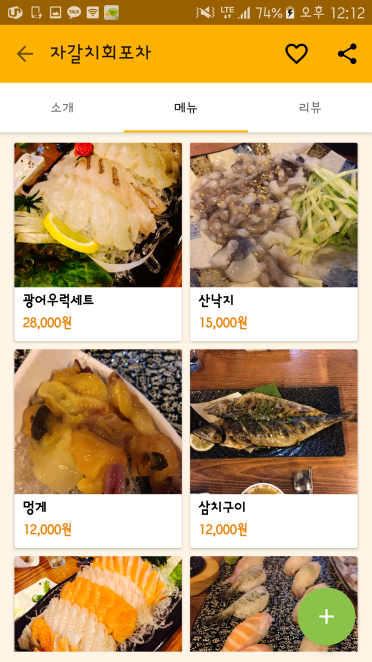 LTE 74% 오후 12:12
자갈치회포차
소개 메뉴 리뷰
광어우럭세트
28,000원
산낙지
15,000원
멍게
12,000원
삼치구이
12,000원